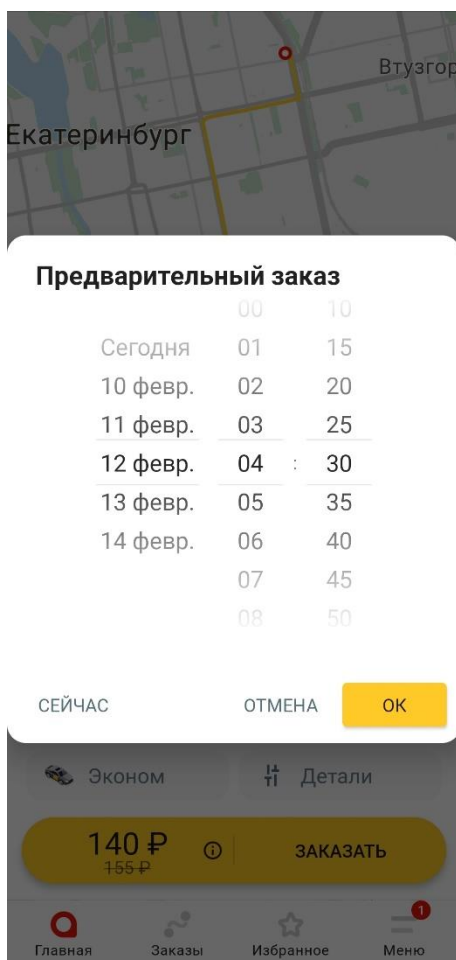 Втузгор
Екатеринбург
Предварительный заказ
00 10
Сегодня 01 15
10 февр. 02 20
11 февр. 03 25
12 февр. 04 : 30
13 февр. 05 35
14 февр. 06 40
07 45
08 50
СЕЙЧАС ОТМЕНА ОК
Эконом Детали
140 ₽ ЗАКАЗАТЬ
155 ₽
1
Главная Заказы Избранное Меню